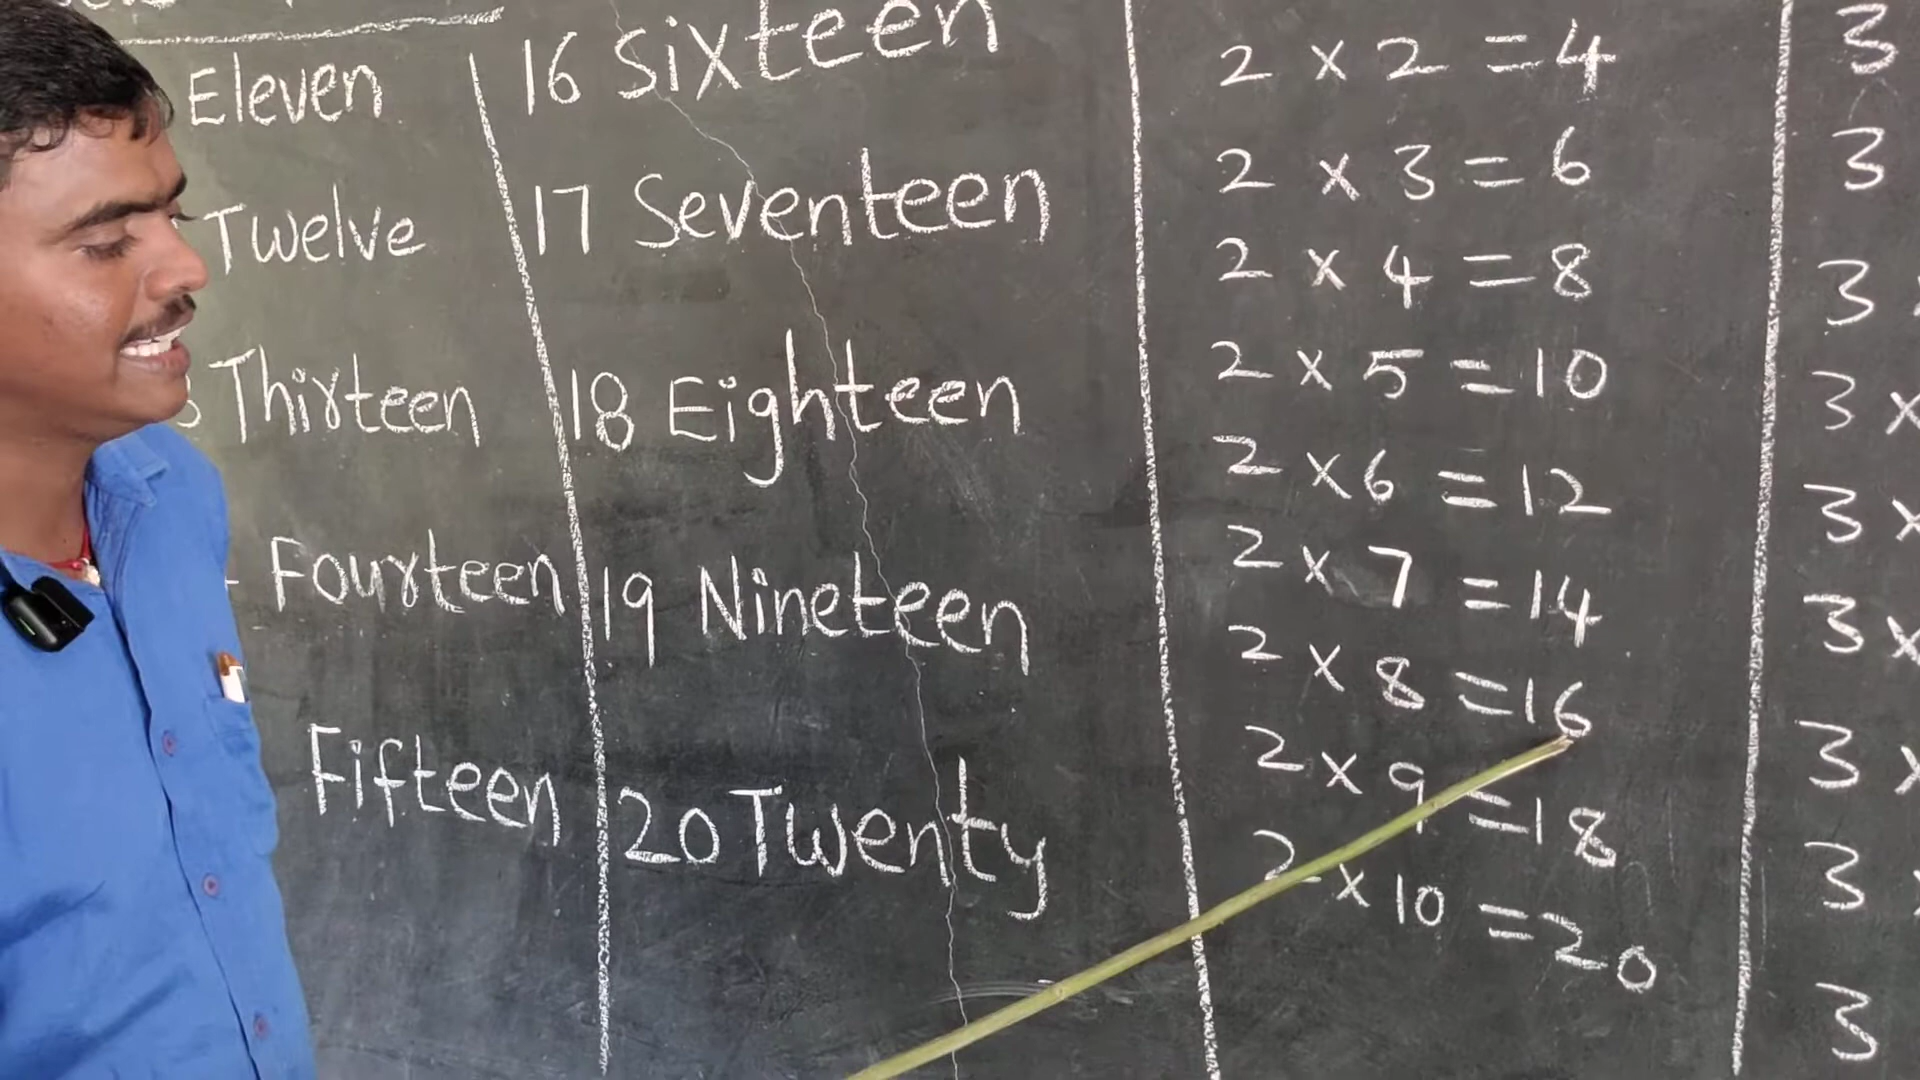 Eleven
Twelve
Thirteen
Fourteen
Fifteen
16 Sixteen
17 Seventeen
18 Eighteen
19 Nineteen
20 Twenty
2 × 2 = 4
2 × 3 = 6
2 × 4 = 8
2 × 5 = 10
2 × 6 = 12
2 × 7 = 14
2 × 8 = 16
2 × 9 = 18
2 × 10 = 20
3
3
3
3 ×
3 ×
3 ×
3 ×
3
3